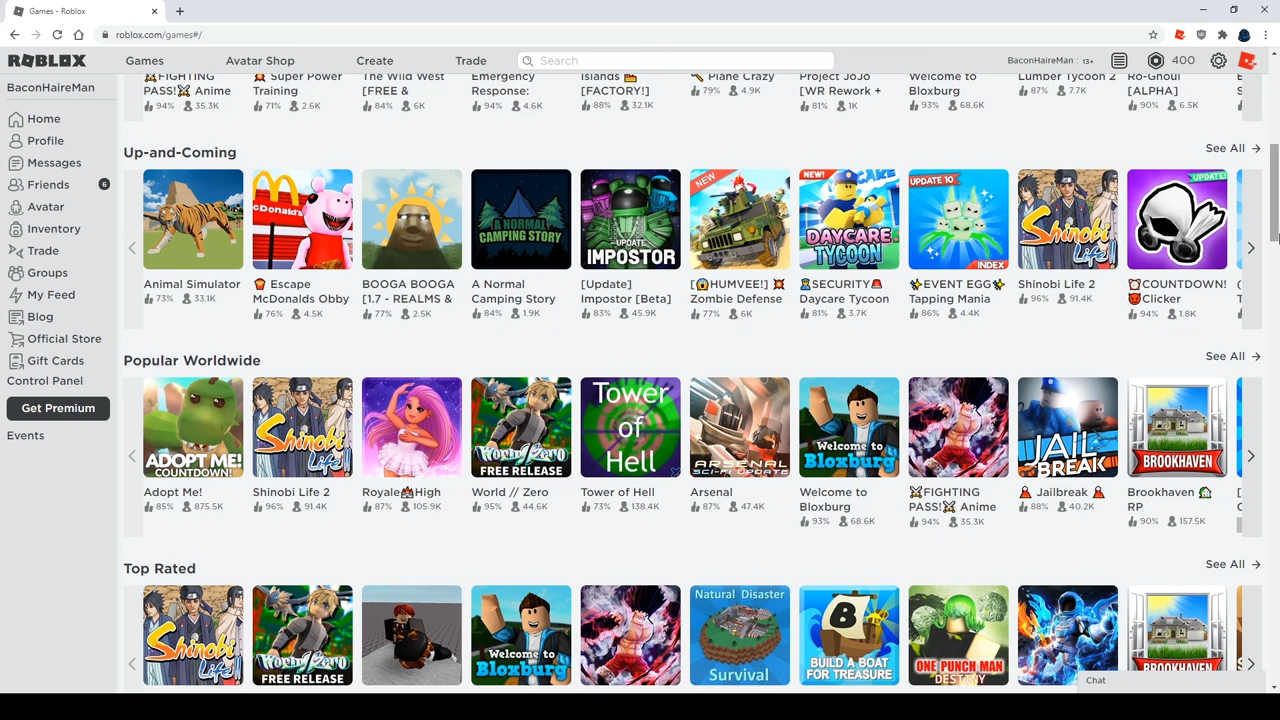 Games - Roblox
roblox.com/games#/
ROBLOX
Games
Avatar Shop
Create
Trade
Search
BaconHaireMan : 13+
400
BaconHaireMan
Home
Profile
Messages
Friends
6
Avatar
Inventory
Trade
Groups
My Feed
Blog
Official Store
Gift Cards
Control Panel
Get Premium
Events
⚔️FIGHTING
PASS!⚔️ Anime
94% 35.3K
💥 Super Power
Training
71% 2.6K
The Wild West
[FREE &
84% 6K
Emergency
Response:
94% 4.6K
Islands 🏭
[FACTORY!]
88% 32.1K
Plane Crazy
79% 4.9K
Project JoJo
[WR Rework +
81% 1K
Welcome to
Bloxburg
93% 68.6K
Lumber Tycoon 2
87% 7.7K
Ro-Ghoul
[ALPHA]
90% 6.5K
Up-and-Coming
See All →
McDonald's
A NORMAL
CAMPING STORY
UPDATE
IMPOSTOR
NEW
NEW!
DAYCARE
TYCOON
UPDATE 10
INDEX
Shinobi
Life
UPDATE!
Animal Simulator
73% 33.1K
🍟 Escape
McDonalds Obby
76% 4.5K
BOOGA BOOGA
[1.7 - REALMS &
77% 2.5K
A Normal
Camping Story
84% 1.9K
[Update]
Impostor [Beta]
83% 45.9K
[😱HUMVEE!] 💥
Zombie Defense
77% 6K
👮SECURITY🚨
Daycare Tycoon
81% 3.7K
✨EVENT EGG✨
Tapping Mania
86% 4.4K
Shinobi Life 2
96% 91.4K
⏰COUNTDOWN!
😈Clicker
94% 1.8K
Popular Worldwide
See All →
ADOPT ME!
COUNTDOWN!
Shinobi
Life
World//Zero
FREE RELEASE
Tower
of
Hell
ARSENAL
SCI-FI UPDATE
Welcome to
Bloxburg
JAIL
BREAK
BROOKHAVEN
Adopt Me!
85% 875.5K
Shinobi Life 2
96% 91.4K
Royale🏰High
87% 105.9K
World // Zero
95% 44.6K
Tower of Hell
73% 138.4K
Arsenal
87% 47.4K
Welcome to
Bloxburg
93% 68.6K
⚔️FIGHTING
PASS!⚔️ Anime
94% 35.3K
Jailbreak
88% 40.2K
Brookhaven 🏡
RP
90% 157.5K
Top Rated
See All →
Shinobi
Life
World//Zero
FREE RELEASE
Welcome to
Bloxburg
Natural Disaster
Survival
B
BUILD A BOAT
FOR TREASURE
ONE PUNCH MAN
DESTINY
BROOKHAVEN
Chat